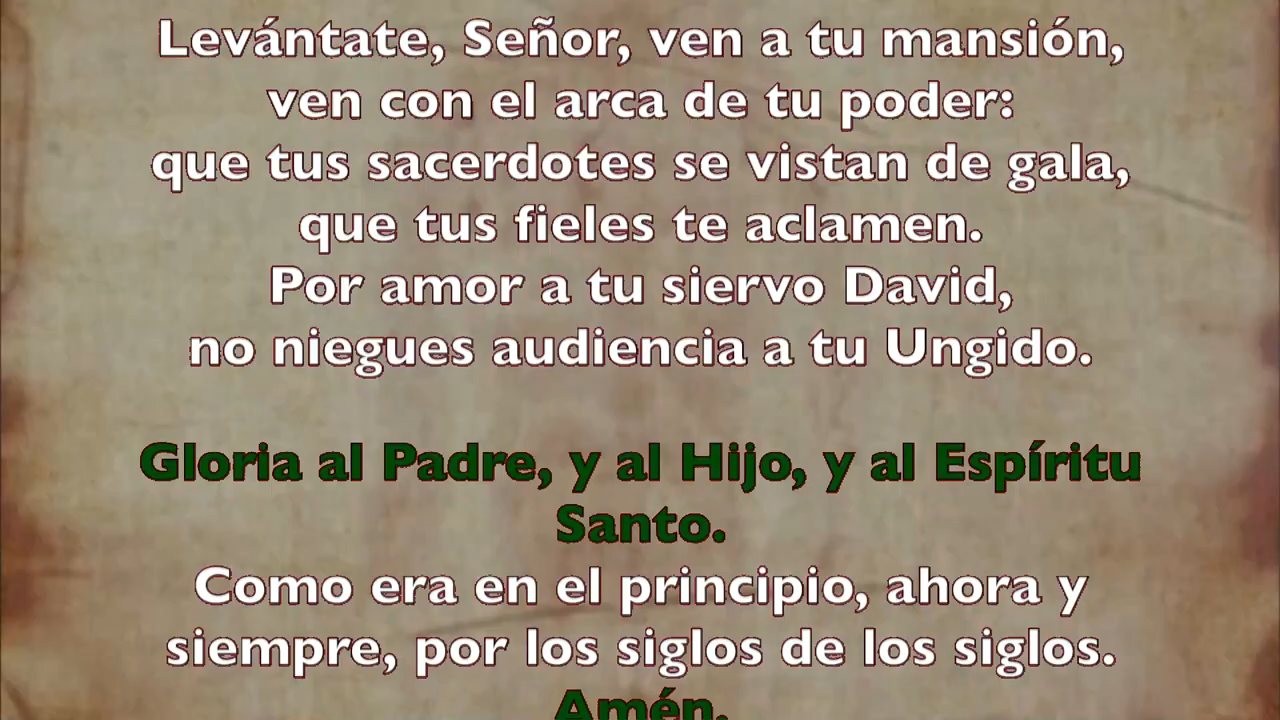 Levántate, Señor, ven a tu mansión,
ven con el arca de tu poder:
que tus sacerdotes se vistan de gala,
que tus fieles te aclamen.
Por amor a tu siervo David,
no niegues audiencia a tu Ungido.
Gloria al Padre, y al Hijo, y al Espíritu
Santo.
Como era en el principio, ahora y
siempre, por los siglos de los siglos.
Amén.